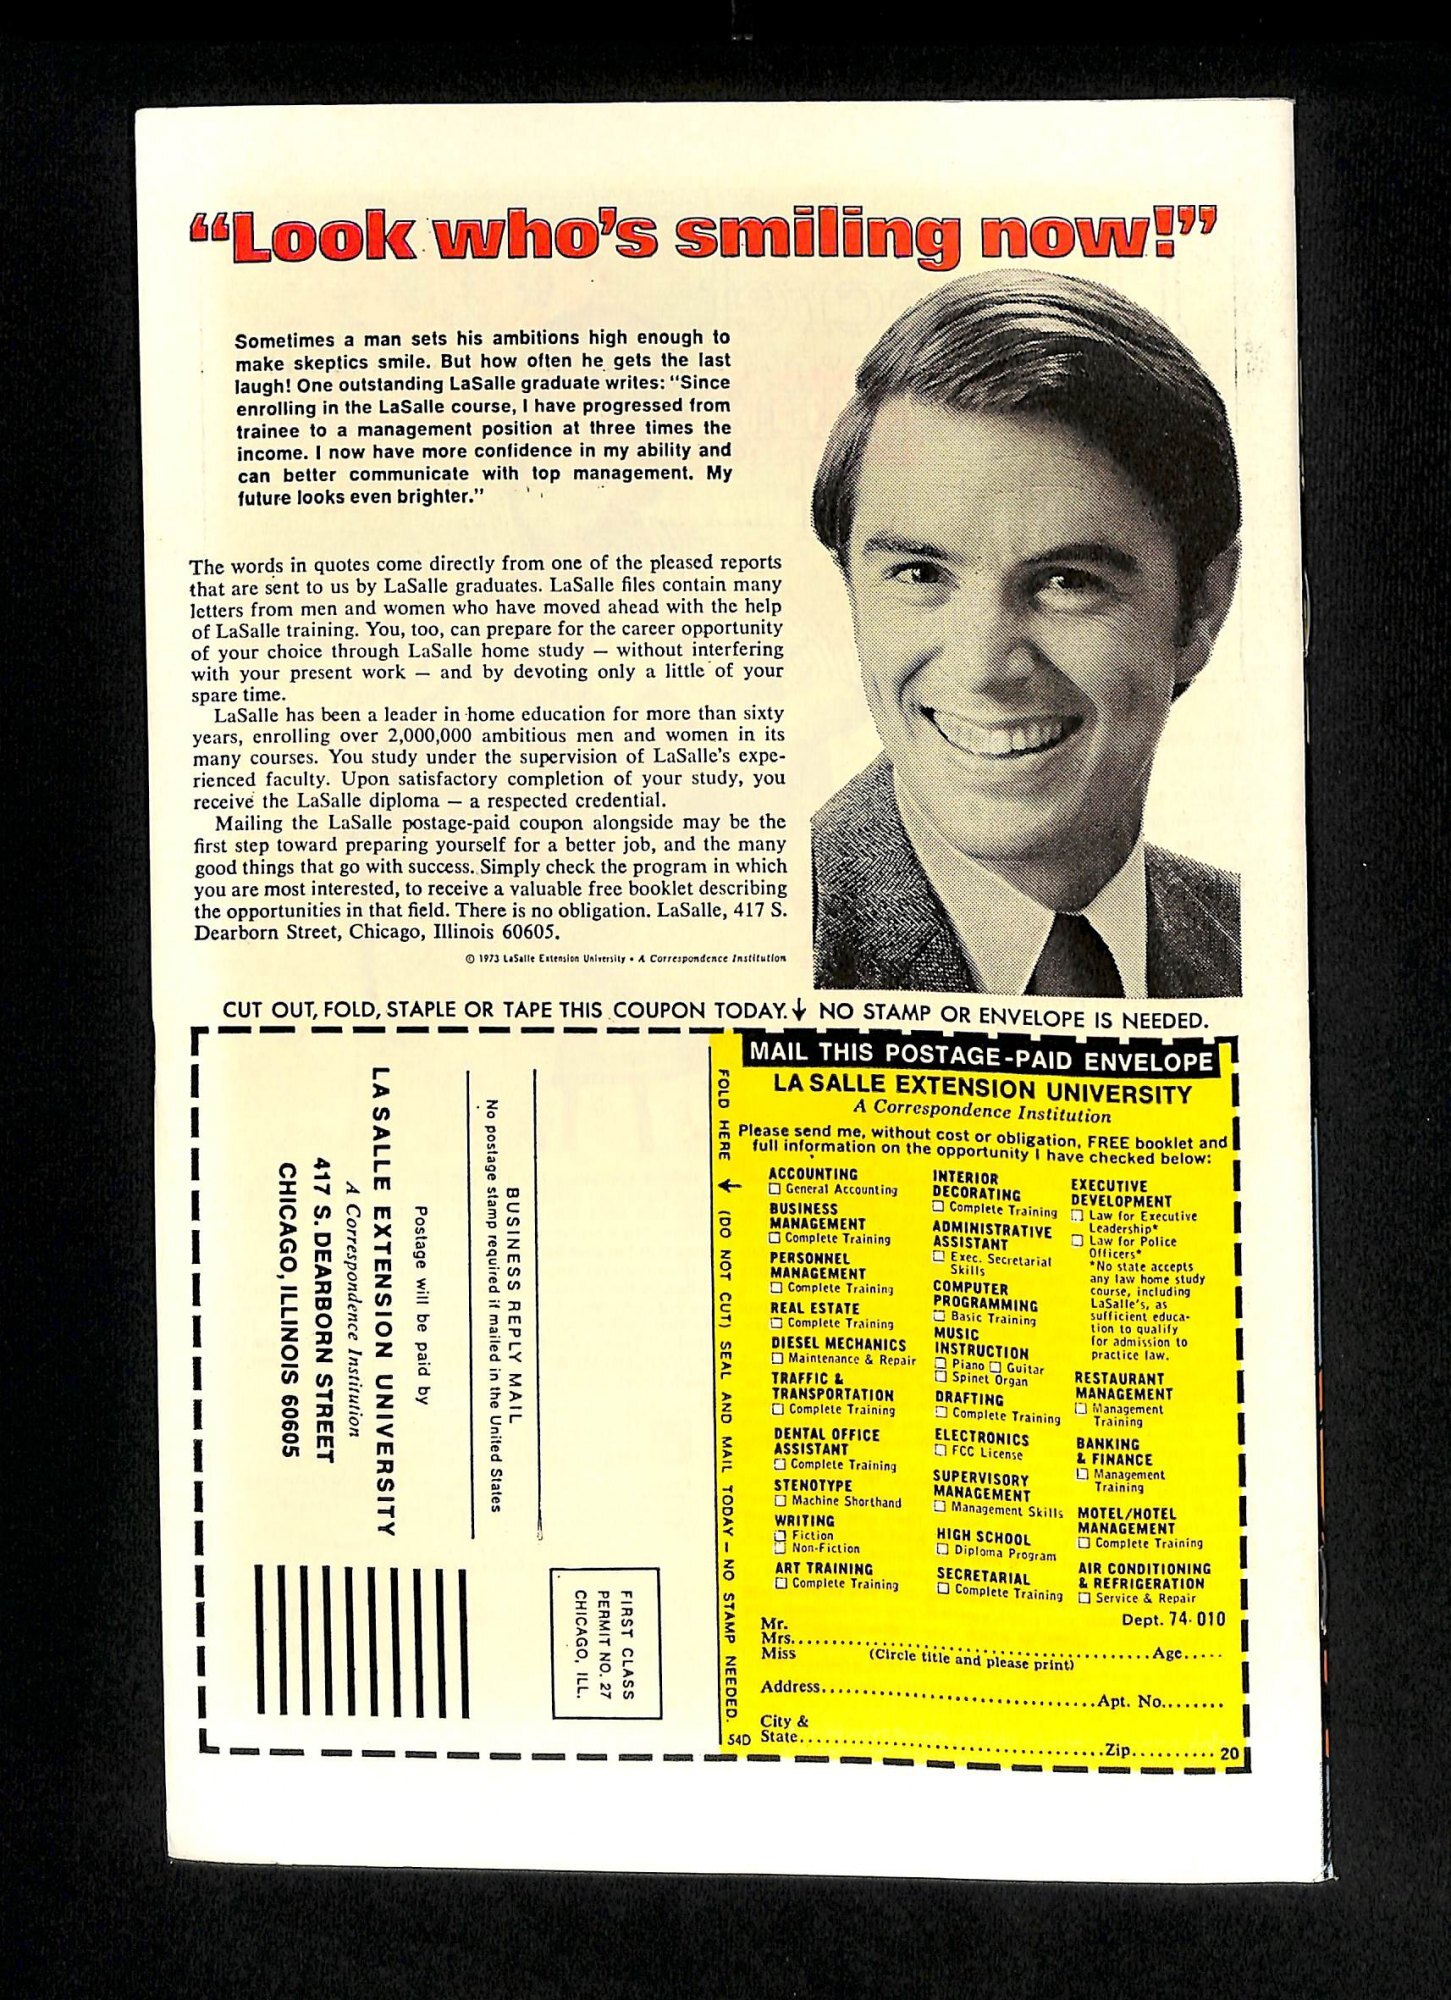 “Look who’s smiling now!”
Sometimes a man sets his ambitions high enough to
make skeptics smile. But how often he gets the last
laugh! One outstanding LaSalle graduate writes: “Since
enrolling in the LaSalle course, I have progressed from
trainee to a management position at three times the
income. I now have more confidence in my ability and
can better communicate with top management. My
future looks even brighter.”
The words in quotes come directly from one of the pleased reports
that are sent to us by LaSalle graduates. LaSalle files contain many
letters from men and women who have moved ahead with the help
of LaSalle training. You, too, can prepare for the career opportunity
of your choice through LaSalle home study — without interfering
with your present work — and by devoting only a little of your
spare time.
LaSalle has been a leader in home education for more than sixty
years, enrolling over 2,000,000 ambitious men and women in its
many courses. You study under the supervision of LaSalle's expe-
rienced faculty. Upon satisfactory completion of your study, you
receive the LaSalle diploma — a respected credential.
Mailing the LaSalle postage-paid coupon alongside may be the
first step toward preparing yourself for a better job, and the many
good things that go with success. Simply check the program in which
you are most interested, to receive a valuable free booklet describing
the opportunities in that field. There is no obligation. LaSalle, 417 S.
Dearborn Street, Chicago, Illinois 60605.
© 1973 LaSalle Extension University • A Correspondence Institution
CUT OUT, FOLD, STAPLE OR TAPE THIS COUPON TODAY. ↓ NO STAMP OR ENVELOPE IS NEEDED.
FIRST CLASS
PERMIT NO. 27
CHICAGO, ILL.
BUSINESS REPLY MAIL
No postage stamp required if mailed in the United States
Postage will be paid by
LA SALLE EXTENSION UNIVERSITY
A Correspondence Institution
417 S. DEARBORN STREET
CHICAGO, ILLINOIS 60605
FOLD HERE ↓ (DO NOT CUT) SEAL AND MAIL TODAY — NO STAMP NEEDED.
MAIL THIS POSTAGE-PAID ENVELOPE
LA SALLE EXTENSION UNIVERSITY
A Correspondence Institution
Please send me, without cost or obligation, FREE booklet and
full information on the opportunity I have checked below:
ACCOUNTING
☐ General Accounting
BUSINESS
MANAGEMENT
☐ Complete Training
PERSONNEL
MANAGEMENT
☐ Complete Training
REAL ESTATE
☐ Complete Training
DIESEL MECHANICS
☐ Maintenance & Repair
TRAFFIC &
TRANSPORTATION
☐ Complete Training
DENTAL OFFICE
ASSISTANT
☐ Complete Training
STENOTYPE
☐ Machine Shorthand
WRITING
☐ Fiction
☐ Non-Fiction
ART TRAINING
☐ Complete Training
INTERIOR
DECORATING
☐ Complete Training
ADMINISTRATIVE
ASSISTANT
☐ Exec. Secretarial
Skills
COMPUTER
PROGRAMMING
☐ Basic Training
MUSIC
INSTRUCTION
☐ Piano ☐ Guitar
☐ Spinet Organ
DRAFTING
☐ Complete Training
ELECTRONICS
☐ FCC License
SUPERVISORY
MANAGEMENT
☐ Management Skills
HIGH SCHOOL
☐ Diploma Program
SECRETARIAL
☐ Complete Training
EXECUTIVE
DEVELOPMENT
☐ Law for Executive
Leadership*
☐ Law for Police
Officers*
*No state accepts
any law home study
course, including
LaSalle's, as
sufficient educa-
tion to qualify
for admission to
practice law.
RESTAURANT
MANAGEMENT
☐ Management
Training
BANKING
& FINANCE
☐ Management
Training
MOTEL/HOTEL
MANAGEMENT
☐ Complete Training
AIR CONDITIONING
& REFRIGERATION
☐ Service & Repair
Dept. 74-010
Mr.
Mrs. ........ Age.....
Miss (Circle title and please print)
Address........ Apt. No........
City &
54D State........ Zip.......... 20